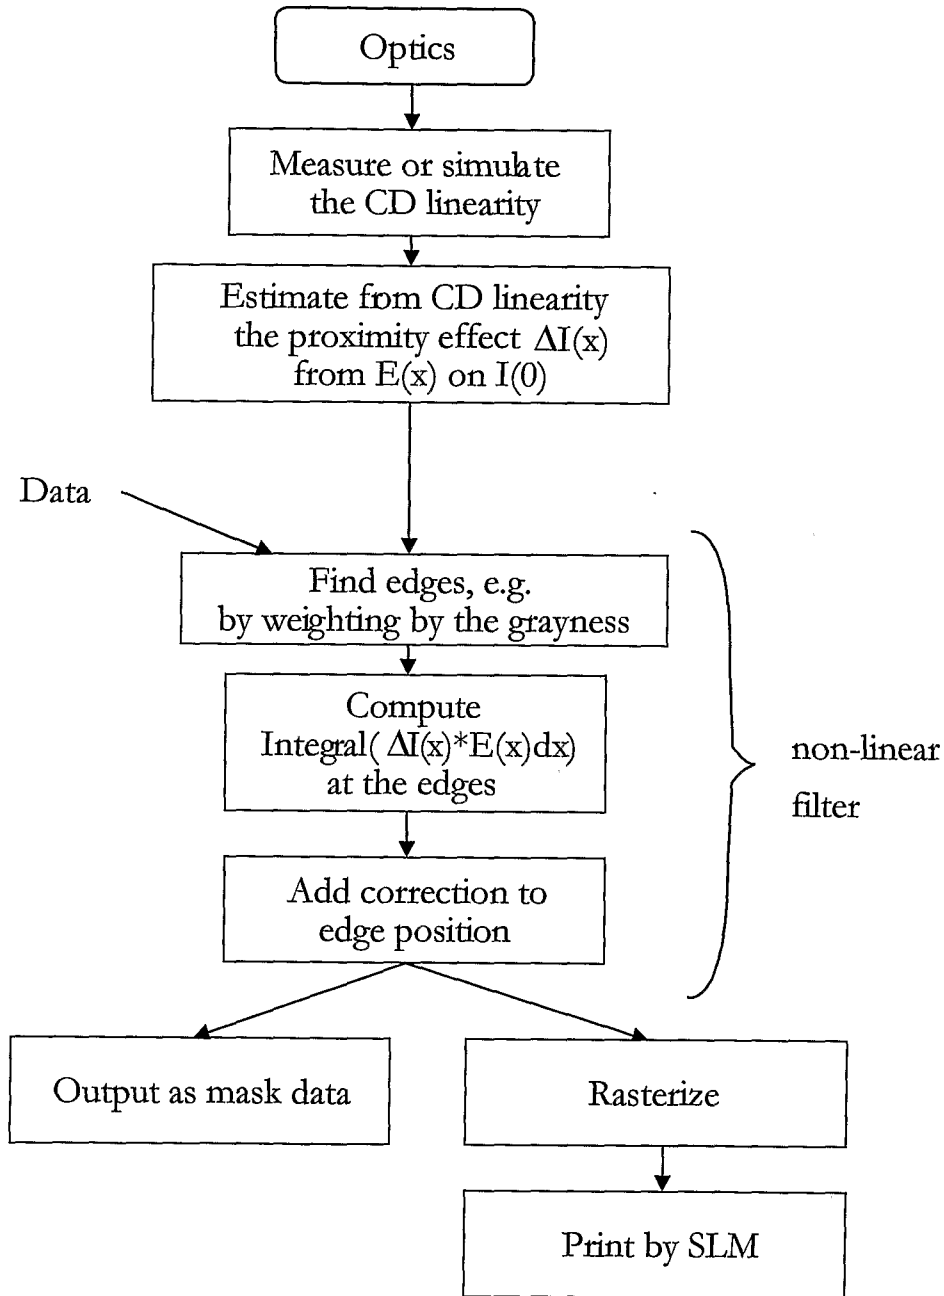 Optics
Measure or simulate
the CD linearity
Estimate from CD linearity
the proximity effect ΔI(x)
from E(x) on I(0)
Data
Find edges, e.g.
by weighting by the grayness
Compute
Integral( ΔI(x)*E(x)dx)
at the edges
non-linear
filter
Add correction to
edge position
Output as mask data
Rasterize
Print by SLM